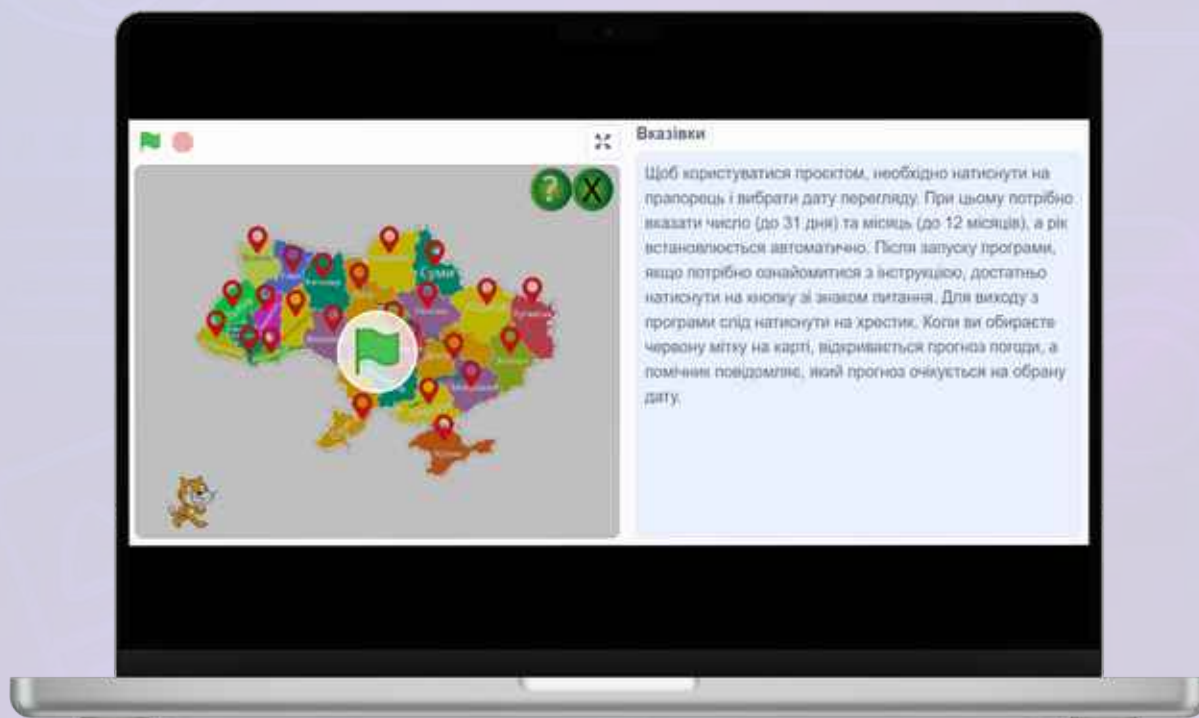 Вказівки
Щоб користуватися проєктом, необхідно натиснути на
прапорець і вибрати дату перегляду. При цьому потрібно
вказати число (до 31 дня) та місяць (до 12 місяців), а рік
встановлюється автоматично. Після запуску програми,
якщо потрібно ознайомитися з інструкцією, достатньо
натиснути на кнопку зі знаком питання. Для виходу з
програми слід натиснути на хрестик. Коли ви обираєте
червону мітку на карті, відкривається прогноз погоди, а
помічник повідомляє, який прогноз очікується на обрану
дату.
?
X
Суми